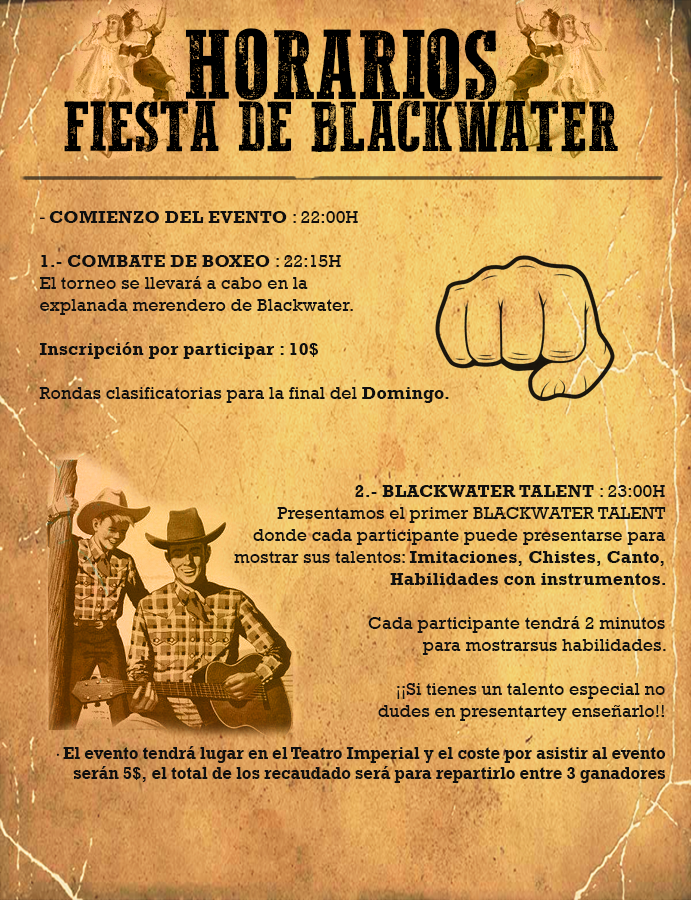 HORARIOS
FIESTA DE BLACKWATER
- COMIENZO DEL EVENTO : 22:00H
1.- COMBATE DE BOXEO : 22:15H
El torneo se llevará a cabo en la
explanada merendero de Blackwater.
Inscripción por participar : 10$
Rondas clasificatorias para la final del Domingo.
2.- BLACKWATER TALENT : 23:00H
Presentamos el primer BLACKWATER TALENT
donde cada participante puede presentarse para
mostrar sus talentos: Imitaciones, Chistes, Canto,
Habilidades con instrumentos.
Cada participante tendrá 2 minutos
para mostrarsus habilidades.
¡¡Si tienes un talento especial no
dudes en presentartey enseñarlo!!
· El evento tendrá lugar en el Teatro Imperial y el coste por asistir al evento
serán 5$, el total de los recaudado será para repartirlo entre 3 ganadores